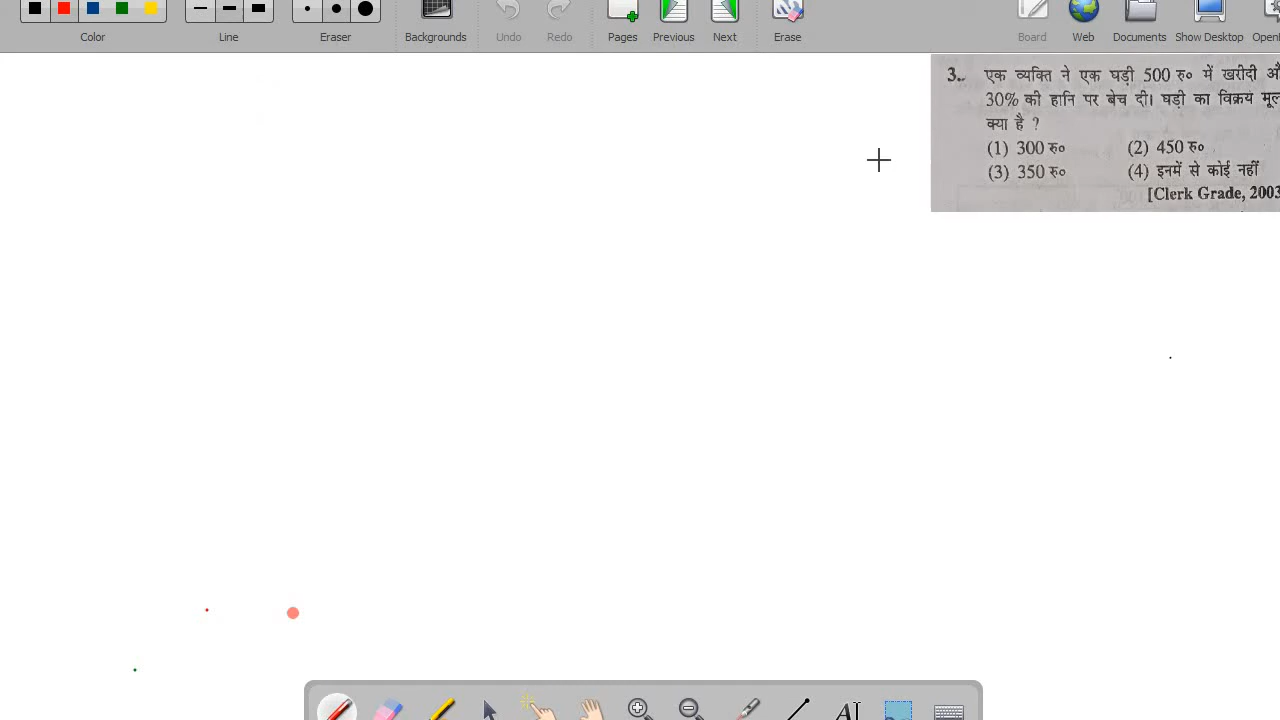 Color
Line
Eraser
Backgrounds
Undo
Redo
Pages
Previous
Next
Erase
Board
Web
Documents
Show Desktop
3. एक व्यक्ति ने एक घड़ी 500 रु० में खरीदी
30% की हानि पर बेच दी। घड़ी का विक्रय
क्या है ?
(1) 300 रु० (2) 450 रु०
(3) 350 रु० (4) इनमें से कोई नहीं
[Clerk Grade, 2003
AI